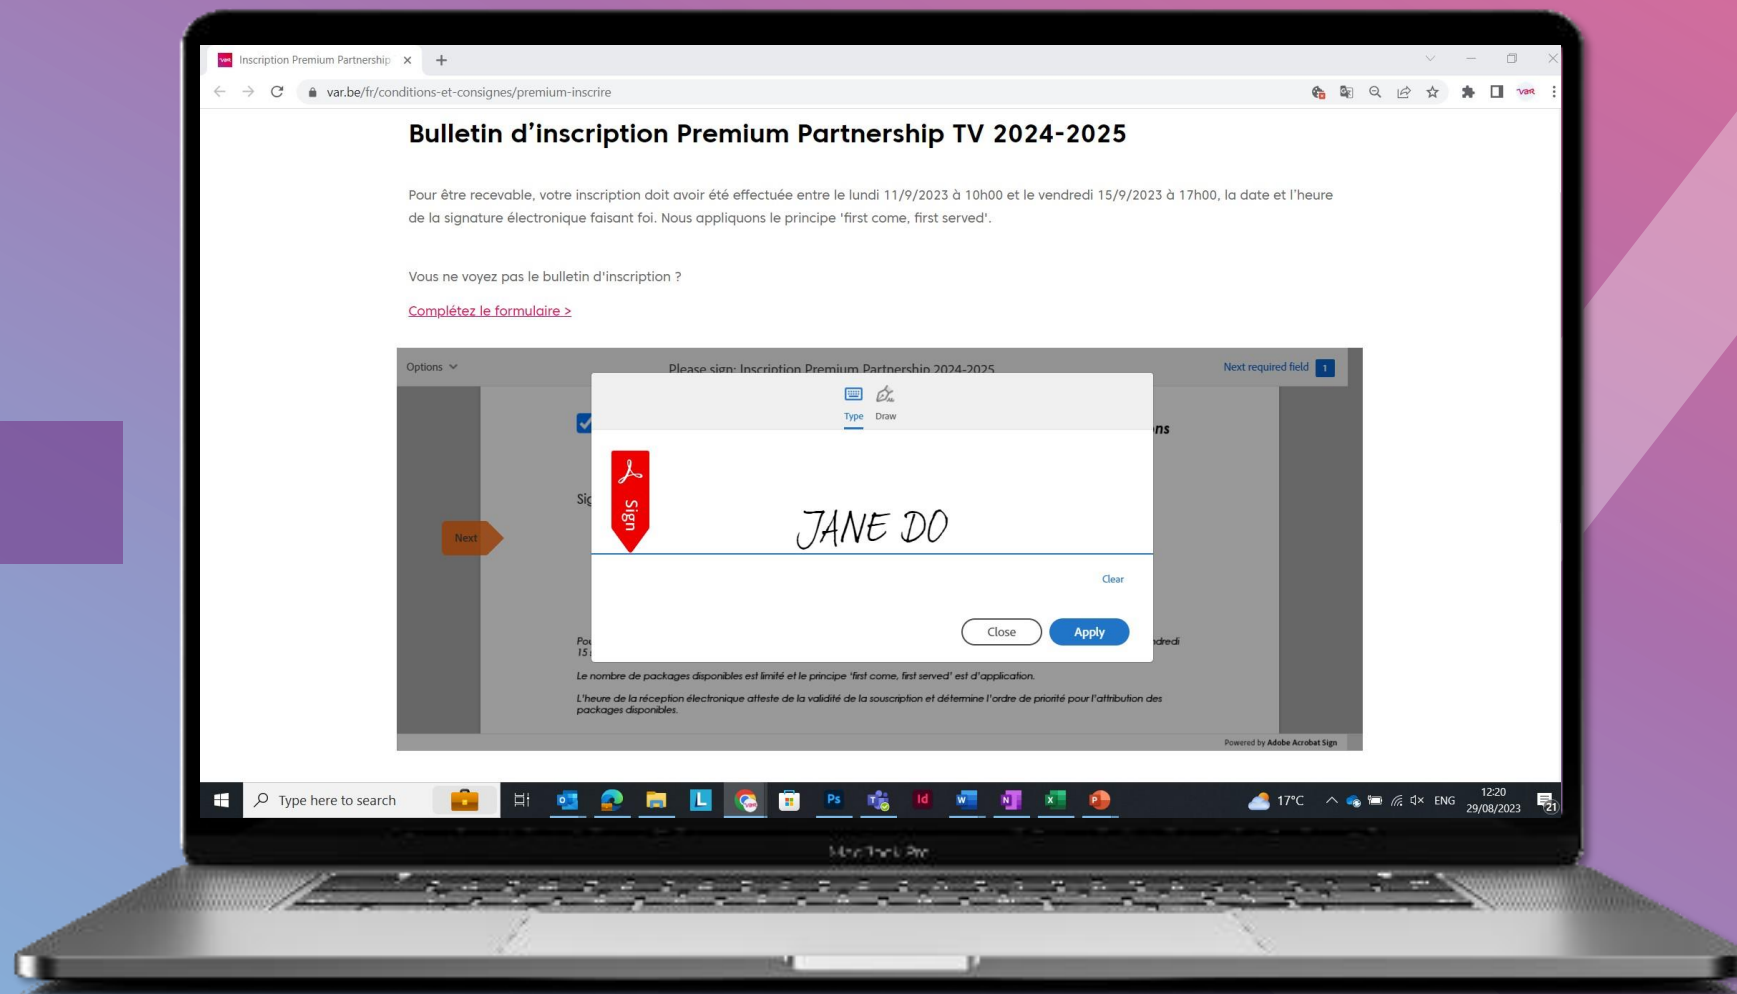 Inscription Premium Partnership
var.be/fr/conditions-et-consignes/premium-inscrire
var
Bulletin d'inscription Premium Partnership TV 2024-2025
Pour être recevable, votre inscription doit avoir été effectuée entre le lundi 11/9/2023 à 10h00 et le vendredi 15/9/2023 à 17h00, la date et l'heure
de la signature électronique faisant foi. Nous appliquons le principe 'first come, first served'.
Vous ne voyez pas le bulletin d'inscription ?
Complétez le formulaire >
Options
Please sign: Inscription Premium Partnership 2024-2025
Next required field 1
Type Draw
ns
Sign
JANE DO
Next
Clear
Close Apply
15
Le nombre de packages disponibles est limité et le principe 'first come, first served' est d'application.
L'heure de la réception électronique atteste de la validité de la souscription et détermine l'ordre de priorité pour l'attribution des
packages disponibles.
Powered by Adobe Acrobat Sign
Type here to search
17°C
ENG
12:20
29/08/2023
21
MacBook Pro